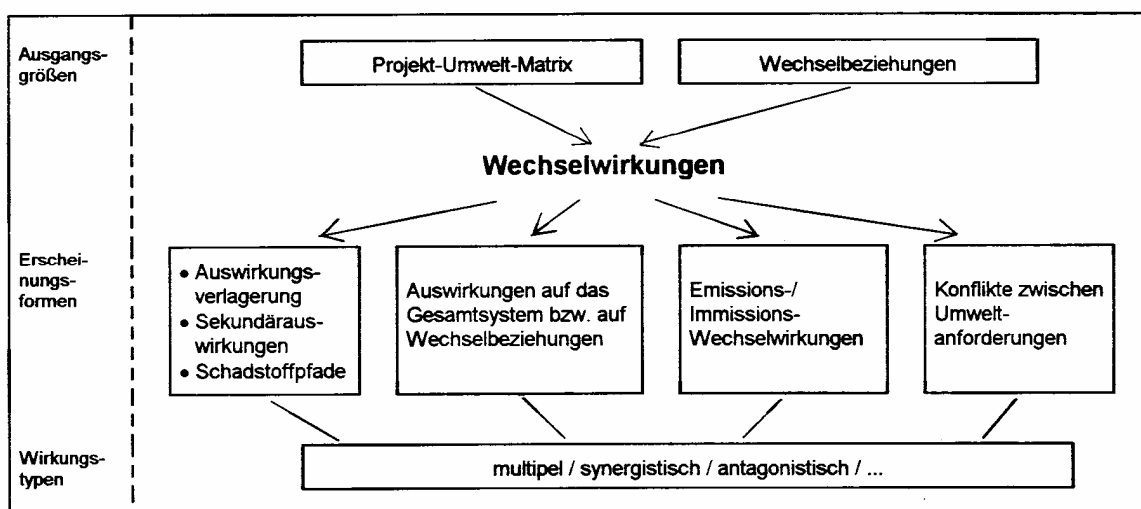 Ausgangs-
größen
Projekt-Umwelt-Matrix
Wechselbeziehungen
Wechselwirkungen
Erschei-
nungs-
formen
• Auswirkungs-
verlagerung
• Sekundäraus-
wirkungen
• Schadstoffpfade
Auswirkungen auf das
Gesamtsystem bzw. auf
Wechselbeziehungen
Emissions-/
Immissions-
Wechselwirkungen
Konflikte zwischen
Umwelt-
anforderungen
Wirkungs-
typen
multipel / synergistisch / antagonistisch / ...